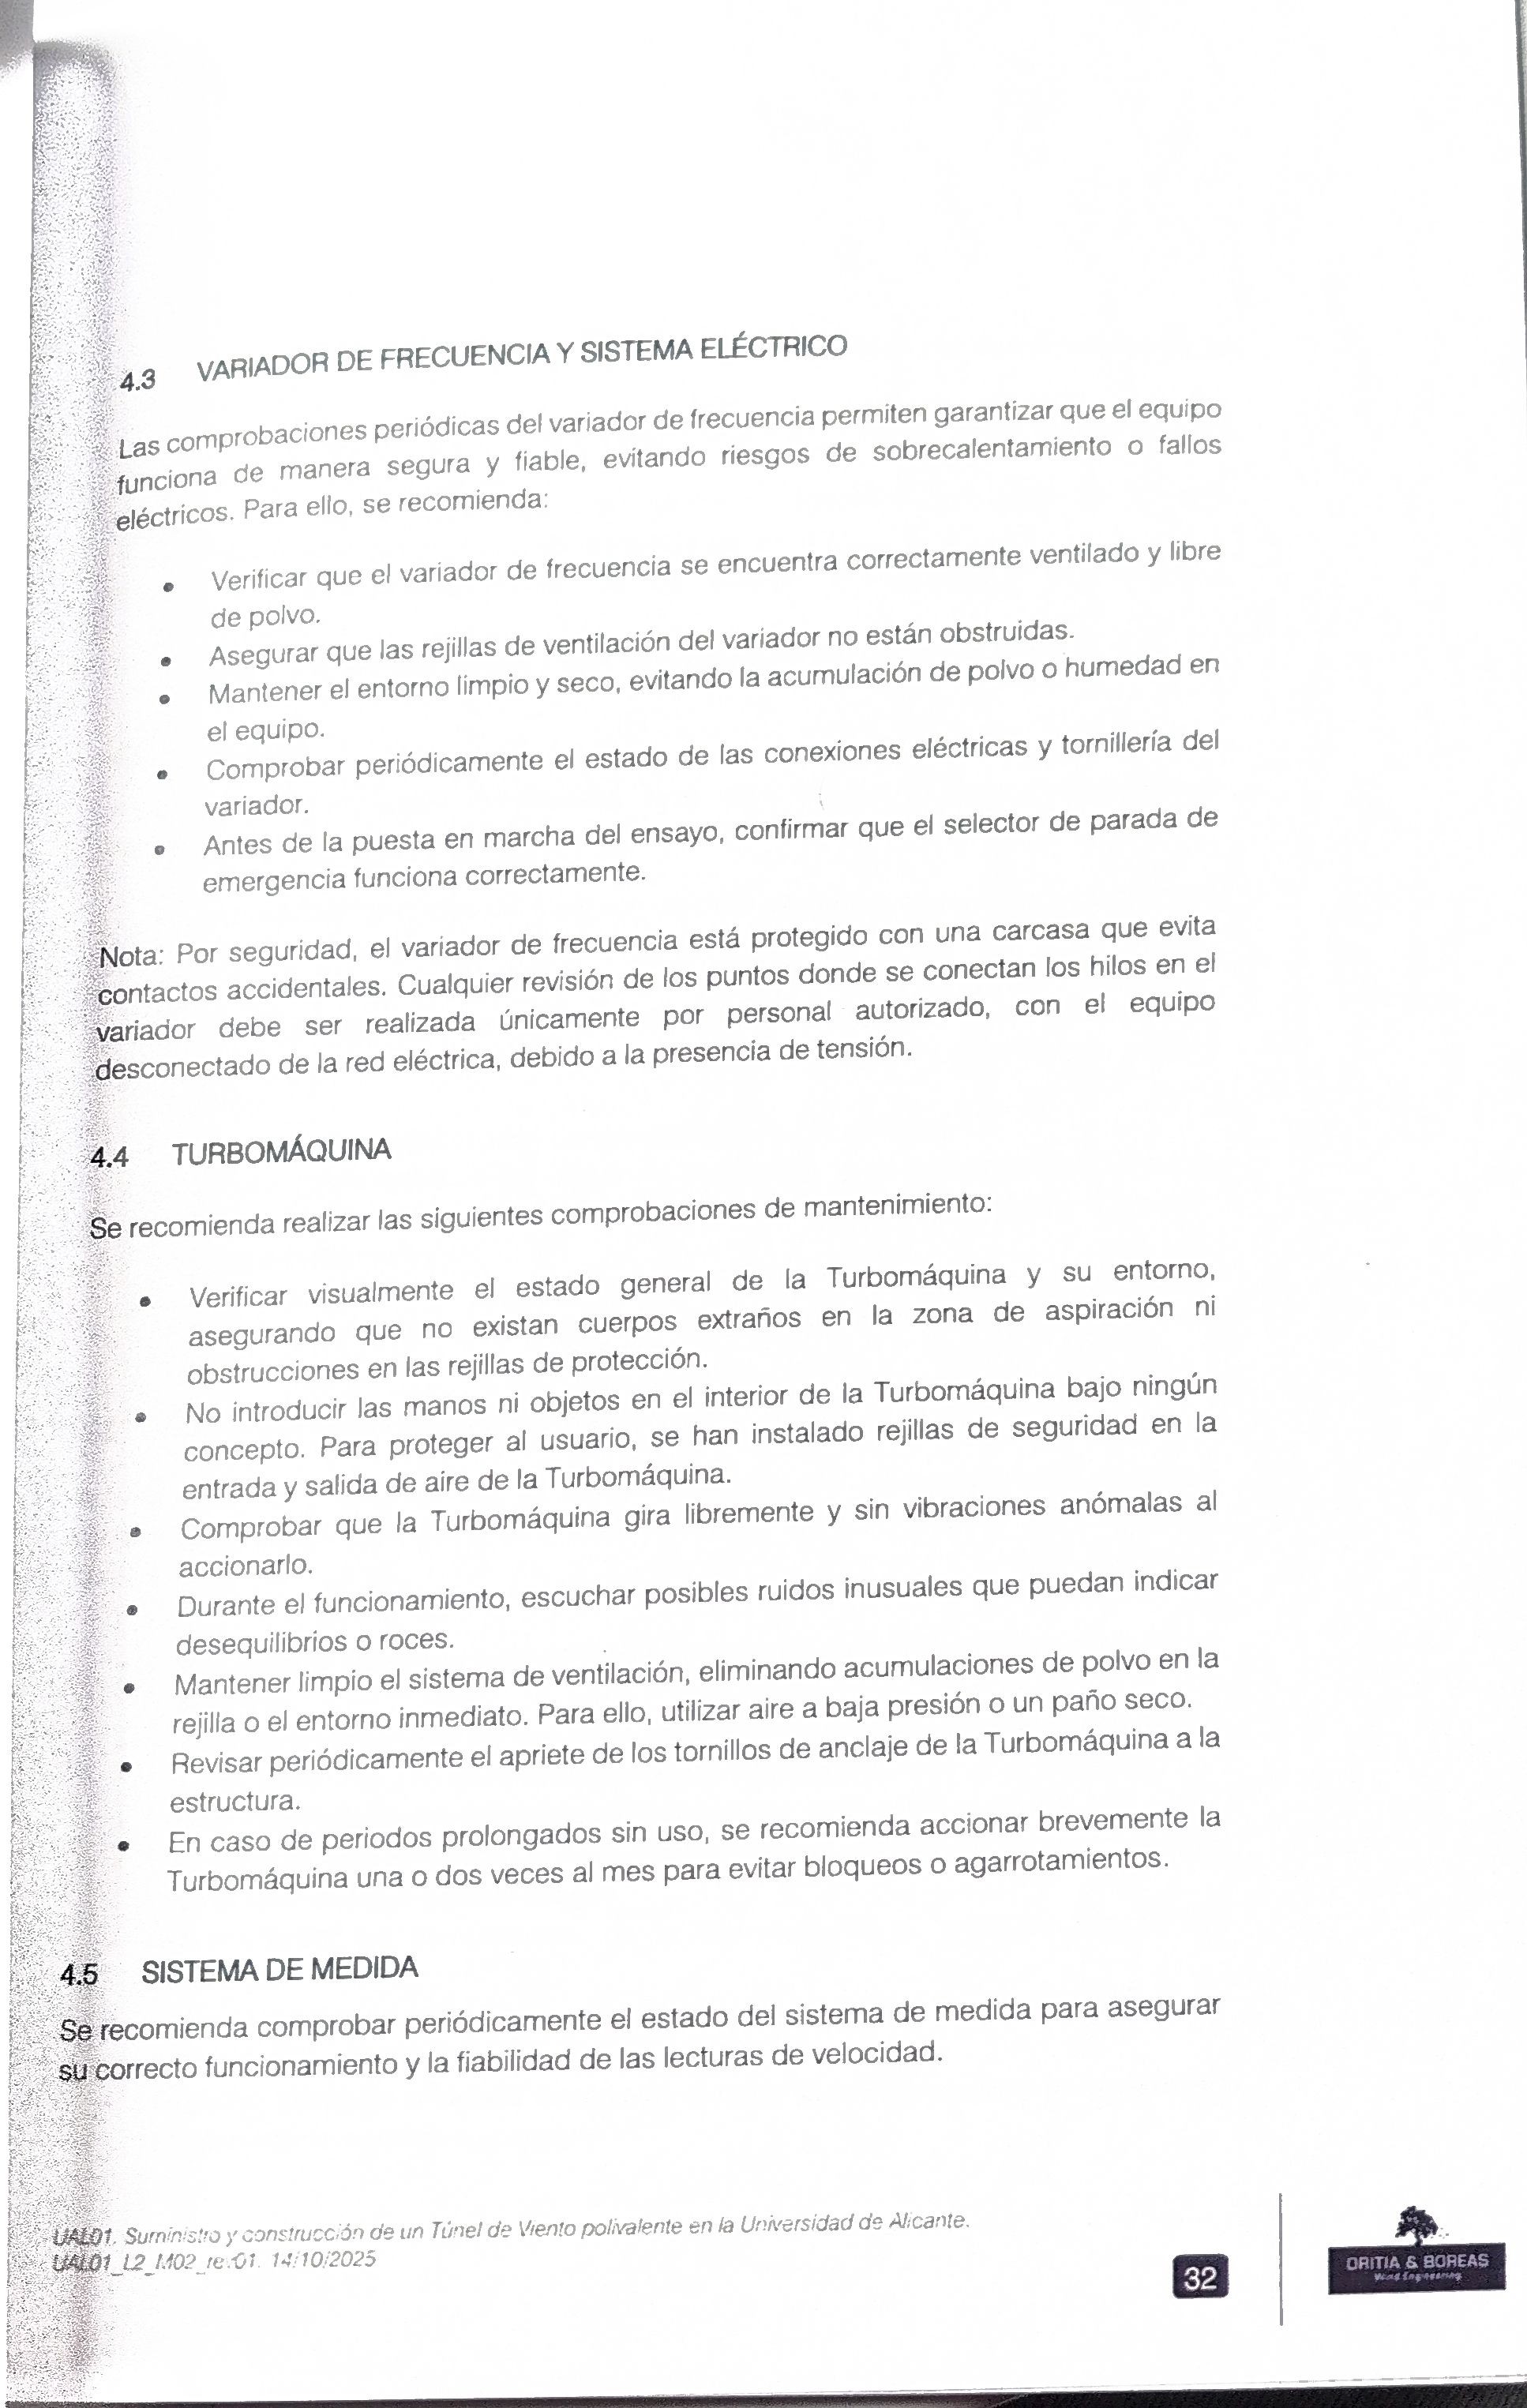 4.3 VARIADOR DE FRECUENCIA Y SISTEMA ELÉCTRICO
Las comprobaciones periódicas del variador de frecuencia permiten garantizar que el equipo
funciona de manera segura y fiable, evitando riesgos de sobrecalentamiento o fallos
eléctricos. Para ello, se recomienda:
• Verificar que el variador de frecuencia se encuentra correctamente ventilado y libre
de polvo.
• Asegurar que las rejillas de ventilación del variador no están obstruidas.
• Mantener el entorno limpio y seco, evitando la acumulación de polvo o humedad en
el equipo.
• Comprobar periódicamente el estado de las conexiones eléctricas y tornillería del
variador.
• Antes de la puesta en marcha del ensayo, confirmar que el selector de parada de
emergencia funciona correctamente.
Nota: Por seguridad, el variador de frecuencia está protegido con una carcasa que evita
contactos accidentales. Cualquier revisión de los puntos donde se conectan los hilos en el
variador debe ser realizada únicamente por personal autorizado, con el equipo
desconectado de la red eléctrica, debido a la presencia de tensión.
4.4 TURBOMÁQUINA
Se recomienda realizar las siguientes comprobaciones de mantenimiento:
• Verificar visualmente el estado general de la Turbomáquina y su entorno,
asegurando que no existan cuerpos extraños en la zona de aspiración ni
obstrucciones en las rejillas de protección.
• No introducir las manos ni objetos en el interior de la Turbomáquina bajo ningún
concepto. Para proteger al usuario, se han instalado rejillas de seguridad en la
entrada y salida de aire de la Turbomáquina.
• Comprobar que la Turbomáquina gira libremente y sin vibraciones anómalas al
accionarlo.
• Durante el funcionamiento, escuchar posibles ruidos inusuales que puedan indicar
desequilibrios o roces.
• Mantener limpio el sistema de ventilación, eliminando acumulaciones de polvo en la
rejilla o el entorno inmediato. Para ello, utilizar aire a baja presión o un paño seco.
• Revisar periódicamente el apriete de los tornillos de anclaje de la Turbomáquina a la
estructura.
• En caso de periodos prolongados sin uso, se recomienda accionar brevemente la
Turbomáquina una o dos veces al mes para evitar bloqueos o agarrotamientos.
4.5 SISTEMA DE MEDIDA
Se recomienda comprobar periódicamente el estado del sistema de medida para asegurar
su correcto funcionamiento y la fiabilidad de las lecturas de velocidad.
UAL01. Suministro y construcción de un Túnel de Viento polivalente en la Universidad de Alicante.
UAL01_L2_M02_re.01. 14/10/2025
32
ORITIA & BOREAS
Wind Engineering